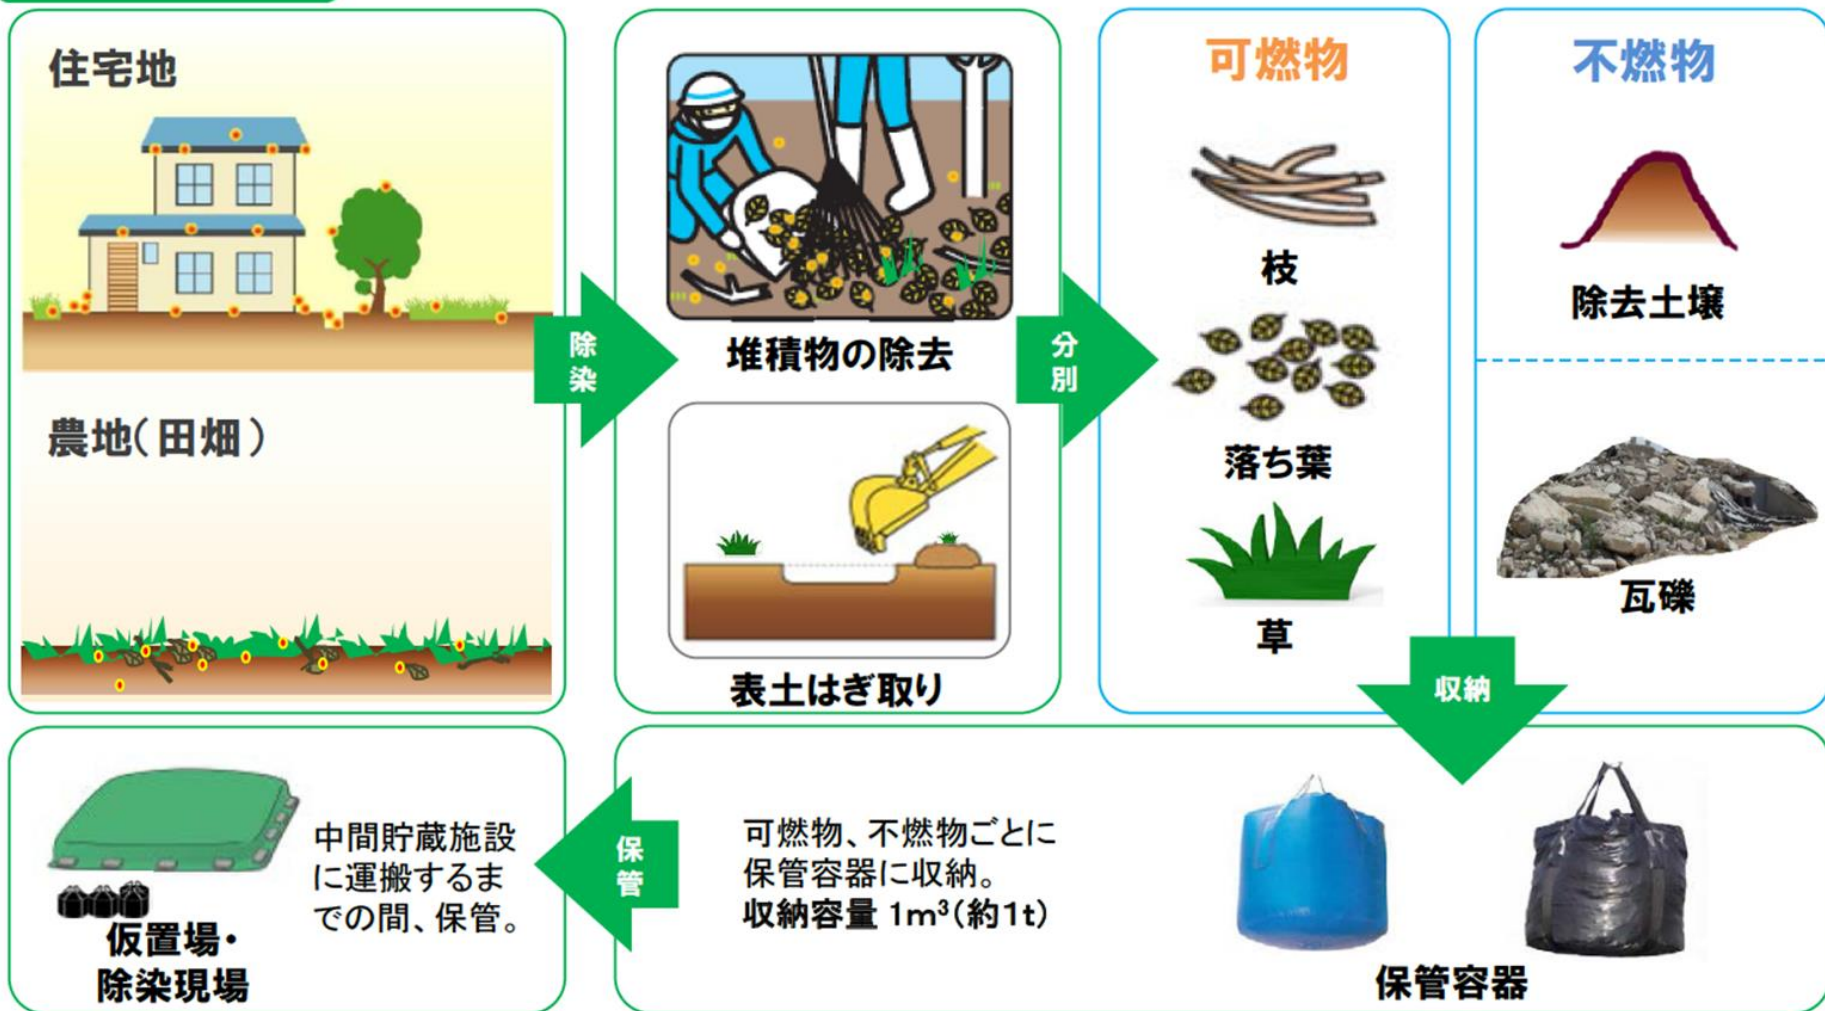 住宅地
農地(田畑)
除
染
堆積物の除去
表土はぎ取り
分
別
可燃物
枝
落ち葉
草
不燃物
除去土壌
瓦礫
収納
可燃物、不燃物ごとに
保管容器に収納。
収納容量 1m³(約1t)
保管容器
保
管
中間貯蔵施設
に運搬するま
での間、保管。
仮置場・
除染現場